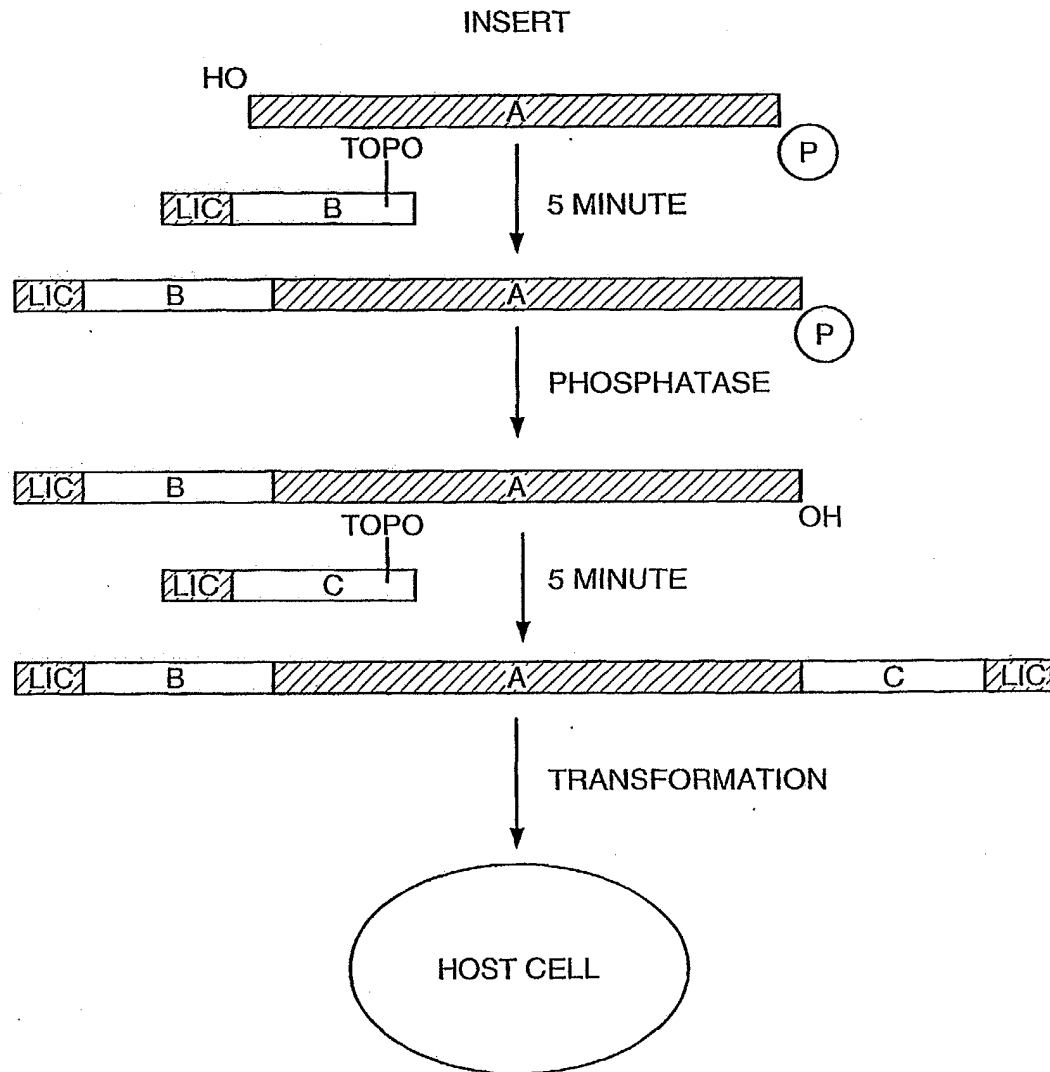 INSERT
HO
A
P
TOPO
LIC B
5 MINUTE
LIC B A
P
PHOSPHATASE
LIC B A
OH
TOPO
LIC C
5 MINUTE
LIC B A C LIC
TRANSFORMATION
HOST CELL